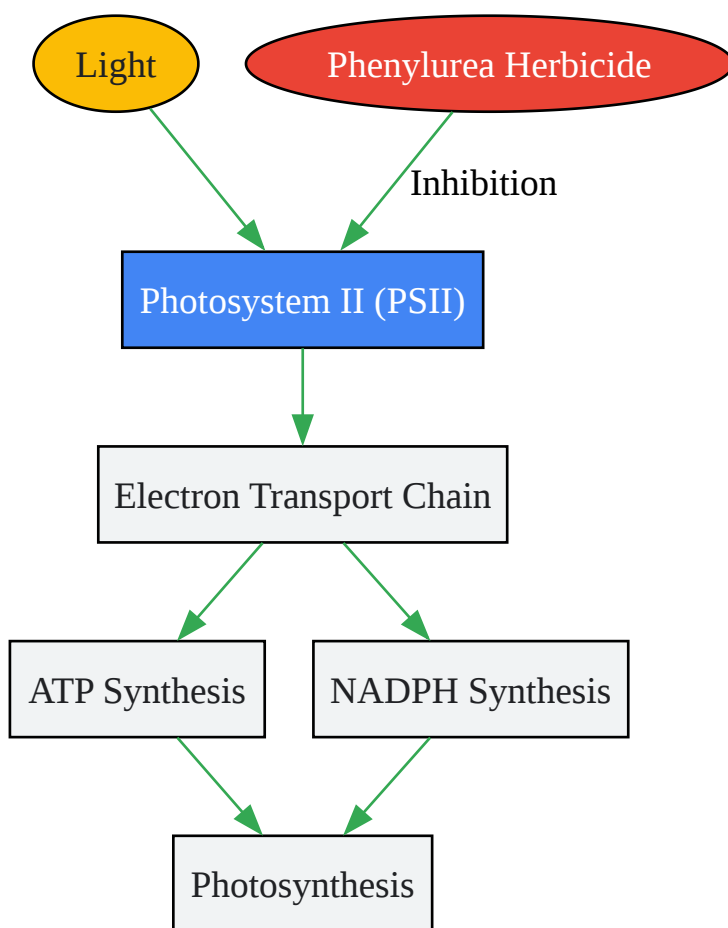 Light
Phenylurea Herbicide
Inhibition
Photosystem II (PSII)
Electron Transport Chain
ATP Synthesis
NADPH Synthesis
Photosynthesis